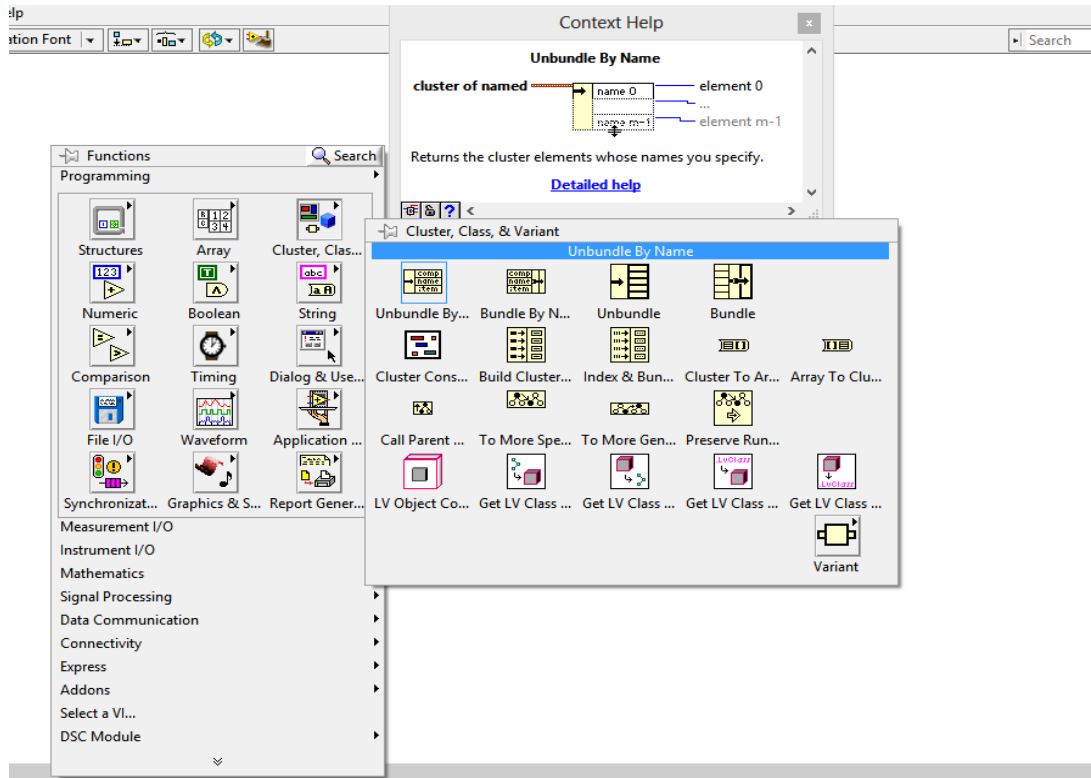 elp
Context Help
x
ation Font
Search
Unbundle By Name
cluster of named
name 0
element 0
...
name m-1
element m-1
Returns the cluster elements whose names you specify.
Detailed help
?
Functions
Search
Programming
Structures
Array
Cluster, Clas...
Numeric
Boolean
String
Comparison
Timing
Dialog & Use...
File I/O
Waveform
Application ...
Synchronizat...
Graphics & S...
Report Gener...
Measurement I/O
Instrument I/O
Mathematics
Signal Processing
Data Communication
Connectivity
Express
Addons
Select a VI...
DSC Module
Cluster, Class, & Variant
Unbundle By Name
Unbundle By...
Bundle By N...
Unbundle
Bundle
Cluster Cons...
Build Cluster...
Index & Bun...
Cluster To Ar...
Array To Clu...
Call Parent ...
To More Spe...
To More Gen...
Preserve Run...
LV Object Co...
Get LV Class ...
Get LV Class ...
Get LV Class ...
Get LV Class ...
Variant